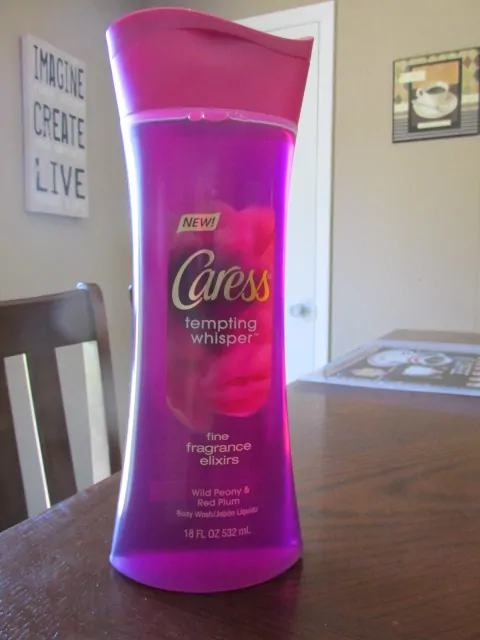 IMAGINE
CREATE
LIVE
NEW!
Caress
tempting
whisper™
fine
fragrance
elixirs
Wild Peony &
Red Plum
Body Wash/Jabón Líquido
18 FL OZ 532 mL